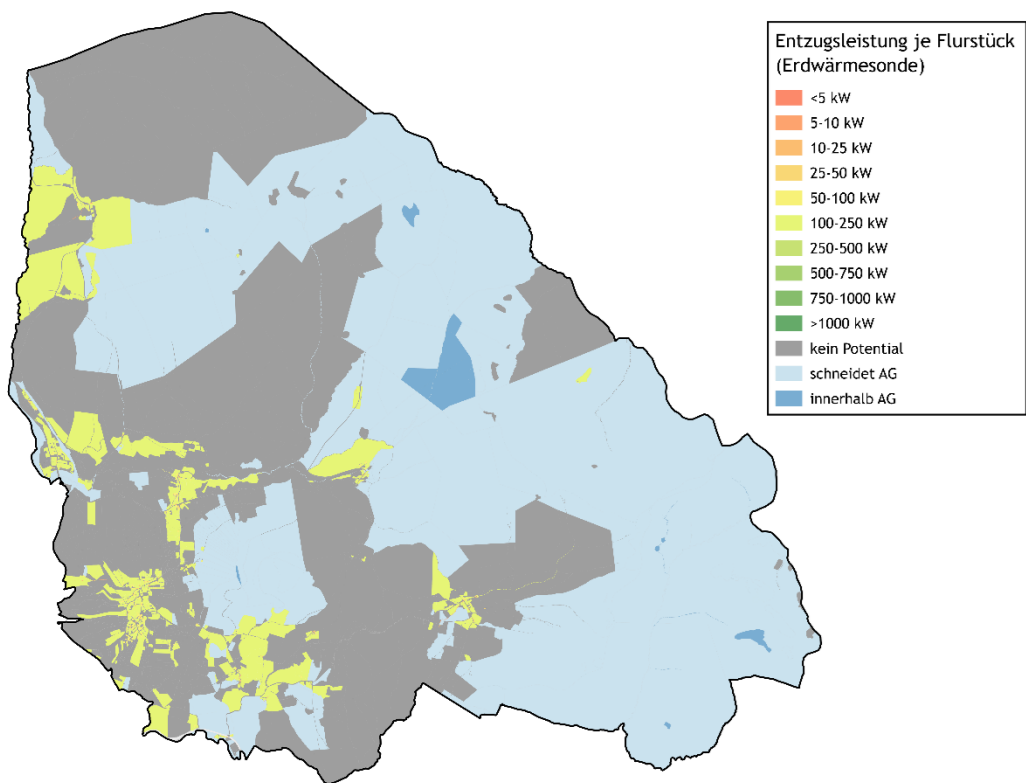 Entzugsleistung je Flurstück
(Erdwärmesonde)
<5 kW
5-10 kW
10-25 kW
25-50 kW
50-100 kW
100-250 kW
250-500 kW
500-750 kW
750-1000 kW
>1000 kW
kein Potential
schneidet AG
innerhalb AG